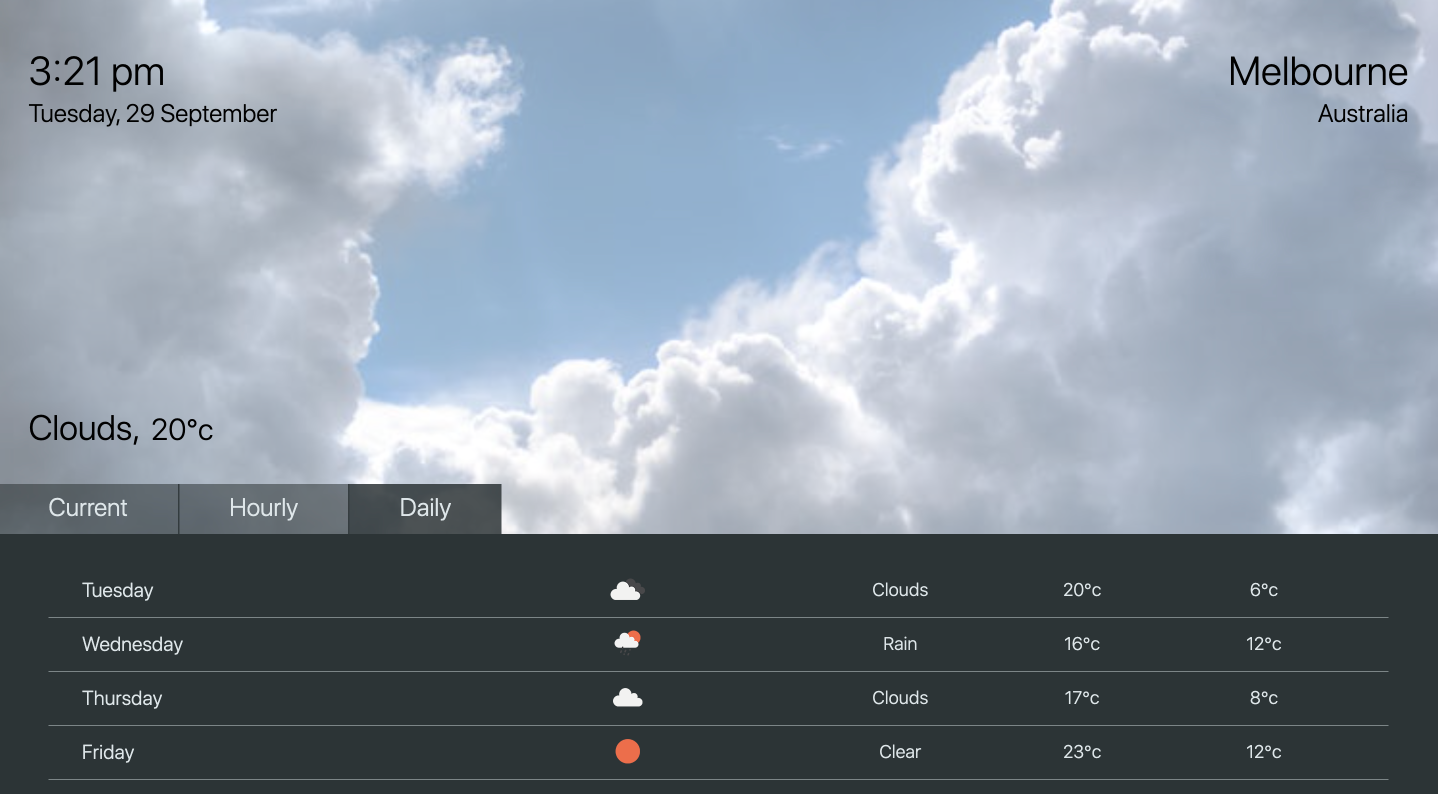 3:21 pm
Melbourne
Tuesday, 29 September
Australia
Clouds, 20°c
Current Hourly Daily
Tuesday Clouds 20°c 6°c
Wednesday Rain 16°c 12°c
Thursday Clouds 17°c 8°c
Friday Clear 23°c 12°c